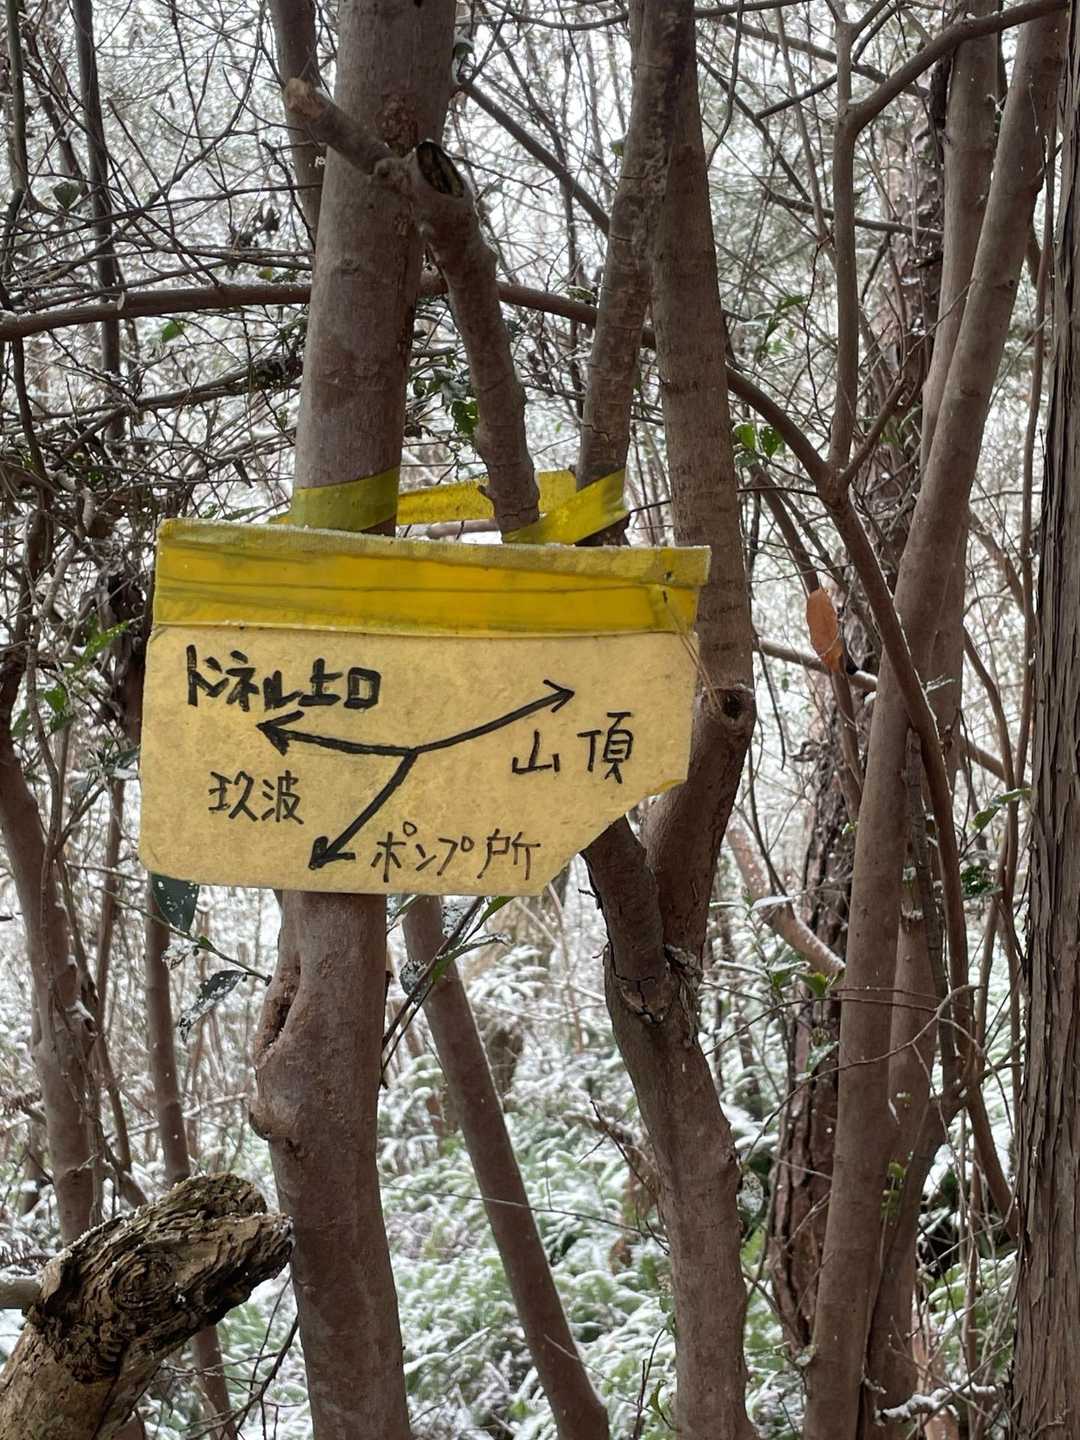 トンネル上口
山頂
玖波
ポンプ所